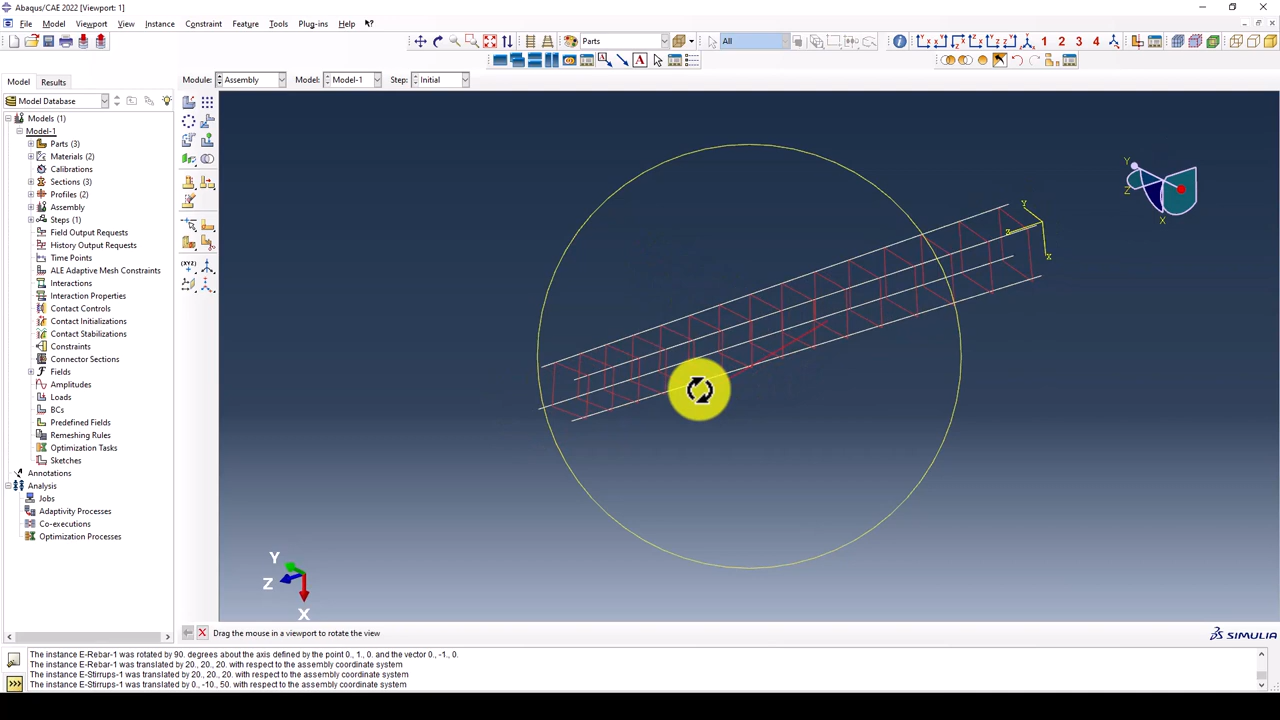 Abaqus/CAE 2022 [Viewport: 1]
File Model Viewport View Instance Constraint Feature Tools Plug-ins Help
Parts All 1 2 3 4
Model Results Module: Assembly Model: Model-1 Step: Initial
Model Database
Models (1)
Model-1
Parts (3)
Materials (2)
Calibrations
Sections (3)
Profiles (2)
Assembly
Steps (1)
Field Output Requests
History Output Requests
Time Points
ALE Adaptive Mesh Constraints
Interactions
Interaction Properties
Contact Controls
Contact Initializations
Contact Stabilizations
Constraints
Connector Sections
Fields
Amplitudes
Loads
BCs
Predefined Fields
Remeshing Rules
Optimization Tasks
Sketches
Annotations
Analysis
Jobs
Adaptivity Processes
Co-executions
Optimization Processes
Y
Z
X
Y
Z
X
Y
Z
X
Drag the mouse in a viewport to rotate the view
SIMULIA
The instance E-Rebar-1 was rotated by 90. degrees about the axis defined by the point 0., 1., 0. and the vector 0., -1., 0.
The instance E-Rebar-1 was translated by 20., 20., 20. with respect to the assembly coordinate system
The instance E-Stirrups-1 was translated by 20., 20., 20. with respect to the assembly coordinate system
The instance E-Stirrups-1 was translated by 0., -10., 50. with respect to the assembly coordinate system